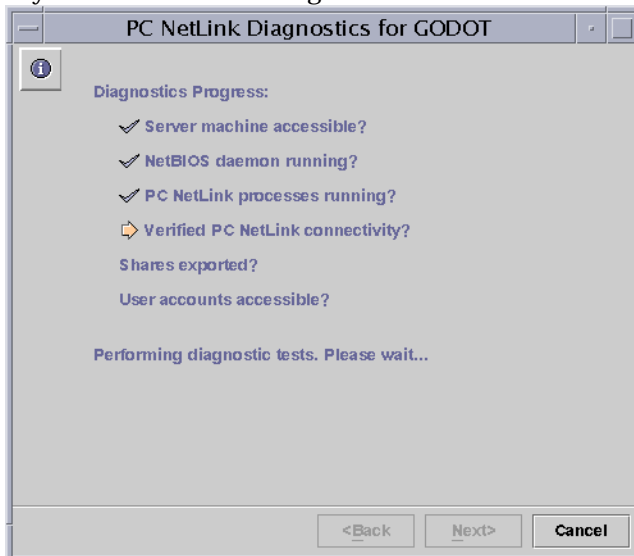 PC NetLink Diagnostics for GODOT
Diagnostics Progress:
Server machine accessible?
NetBIOS daemon running?
PC NetLink processes running?
Verified PC NetLink connectivity?
Shares exported?
User accounts accessible?
Performing diagnostic tests. Please wait...
<Back Next> Cancel